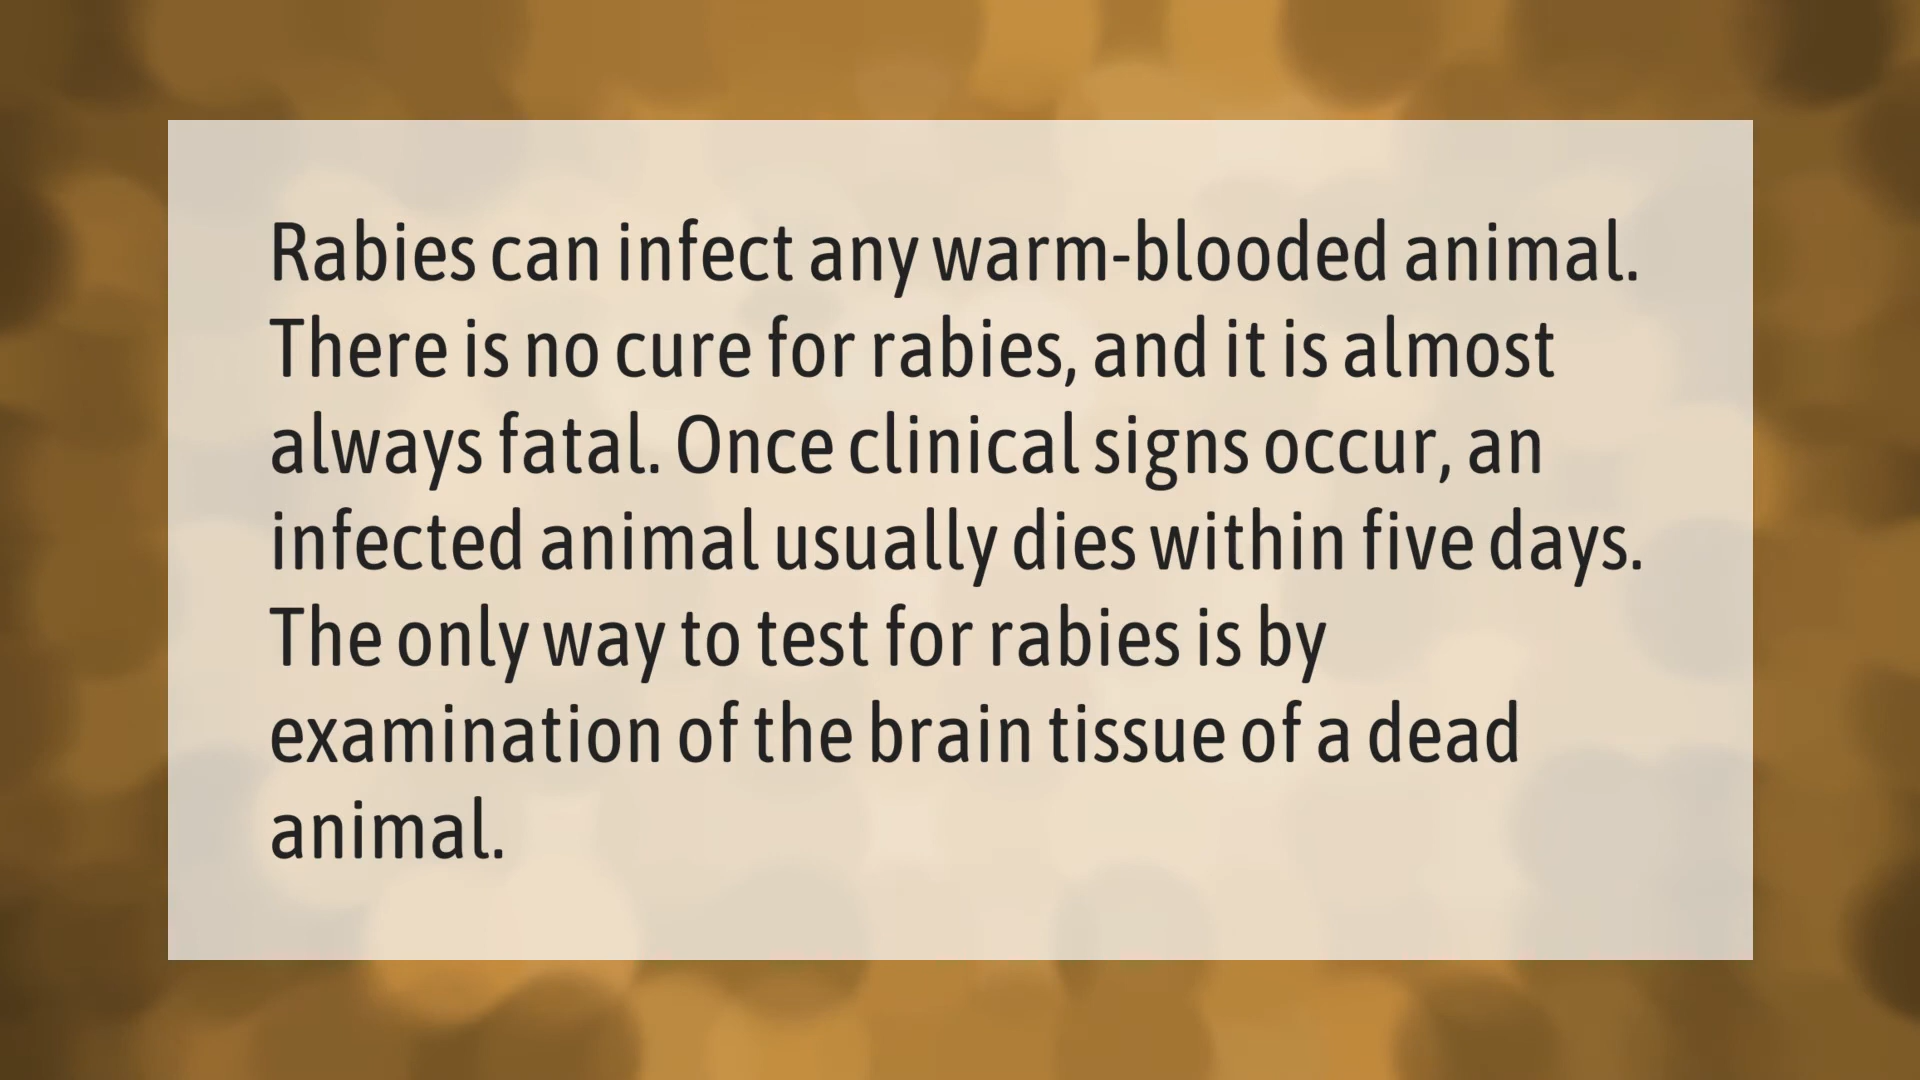 Rabies can infect any warm-blooded animal.
There is no cure for rabies, and it is almost
always fatal. Once clinical signs occur, an
infected animal usually dies within five days.
The only way to test for rabies is by
examination of the brain tissue of a dead
animal.